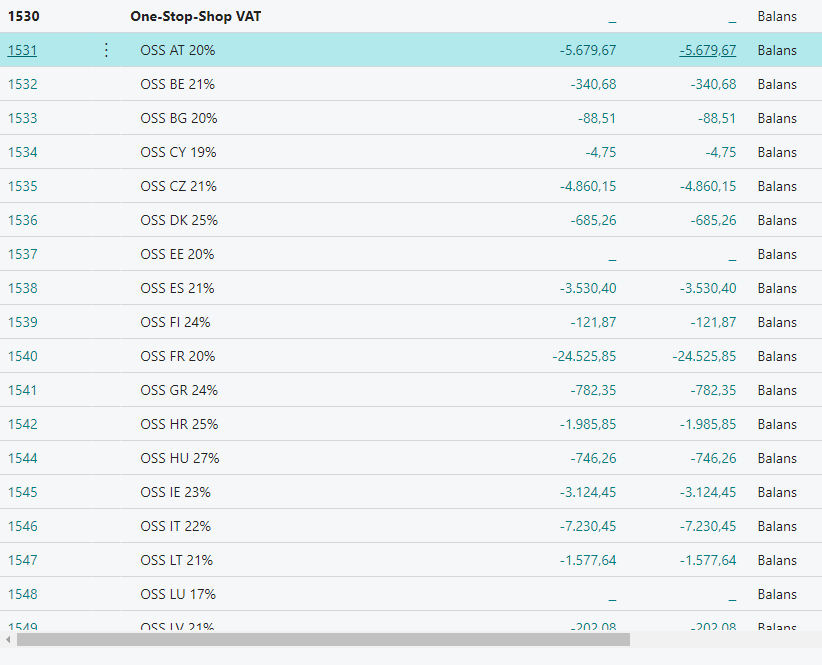 1530 One-Stop-Shop VAT _ _ Balans
1531 OSS AT 20% -5.679,67 -5.679,67 Balans
1532 OSS BE 21% -340,68 -340,68 Balans
1533 OSS BG 20% -88,51 -88,51 Balans
1534 OSS CY 19% -4,75 -4,75 Balans
1535 OSS CZ 21% -4.860,15 -4.860,15 Balans
1536 OSS DK 25% -685,26 -685,26 Balans
1537 OSS EE 20% _ _ Balans
1538 OSS ES 21% -3.530,40 -3.530,40 Balans
1539 OSS FI 24% -121,87 -121,87 Balans
1540 OSS FR 20% -24.525,85 -24.525,85 Balans
1541 OSS GR 24% -782,35 -782,35 Balans
1542 OSS HR 25% -1.985,85 -1.985,85 Balans
1544 OSS HU 27% -746,26 -746,26 Balans
1545 OSS IE 23% -3.124,45 -3.124,45 Balans
1546 OSS IT 22% -7.230,45 -7.230,45 Balans
1547 OSS LT 21% -1.577,64 -1.577,64 Balans
1548 OSS LU 17% _ _ Balans
1549 OSS LV 21% -202,08 -202,08 Balans